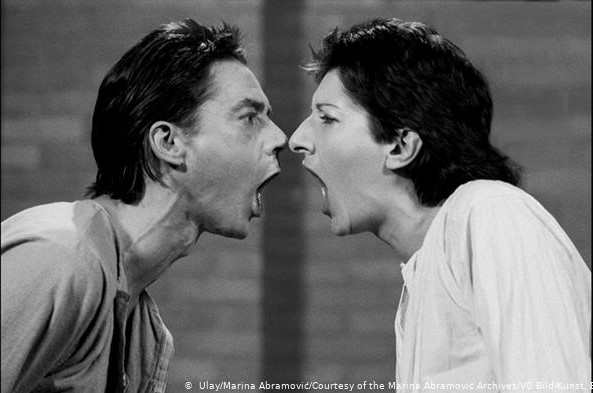 © Ulay/Marina Abramović/Courtesy of the Marina Abramović Archives/VG Bild-Kunst,